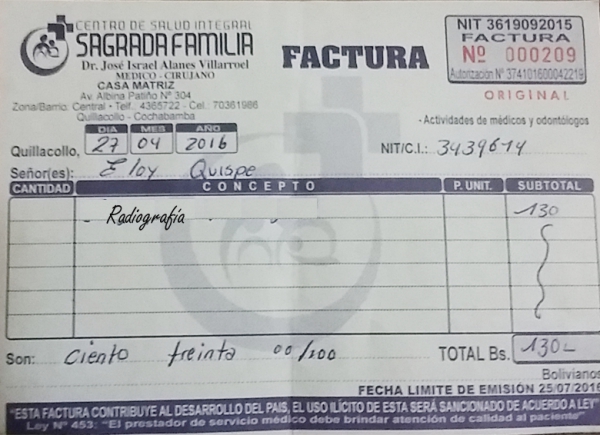 CENTRO DE SALUD INTEGRAL
SAGRADA FAMILIA
Dr. José Israel Alanes Villarroel
MEDICO - CIRUJANO
CASA MATRIZ
Av. Albina Patiño Nº 304
Zona/Barrio: Central - Telf.: 4365722 - Cel.: 70361986
Quillacollo - Cochabamba
FACTURA
NIT 3619092015
FACTURA
Nº 000209
Autorización Nº 374101600042219
ORIGINAL
- Actividades de médicos y odontólogos
DIA MES AÑO
Quillacollo, 27 04 2016
NIT/C.I.: 3439614
Señor(es): Eloy Quispe
CANTIDAD CONCEPTO P. UNIT. SUBTOTAL
Radiografía 130
Son: Ciento treinta 00/100 TOTAL Bs. 130
Bolivianos
FECHA LIMITE DE EMISIÓN 25/07/2016
"ESTA FACTURA CONTRIBUYE AL DESARROLLO DEL PAIS, EL USO ILÍCITO DE ESTA SERÁ SANCIONADO DE ACUERDO A LEY"
Ley Nº 453: "El prestador de servicio médico debe brindar atención de calidad al paciente"